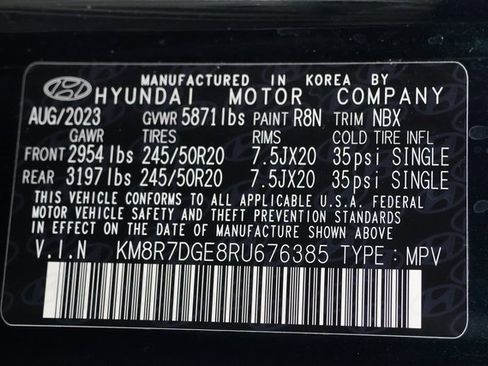 MANUFACTURED IN KOREA BY
HYUNDAI MOTOR COMPANY
AUG/2023 GVWR 5871lbs PAINT R8N TRIM NBX
GAWR TIRES RIMS COLD TIRE INFL
FRONT 2954lbs 245/50R20 7.5JX20 35psi SINGLE
REAR 3197lbs 245/50R20 7.5JX20 35psi SINGLE
THIS VEHICLE CONFORMS TO ALL APPLICABLE U.S.A. FEDERAL
MOTOR VEHICLE SAFETY, BUMPER, AND THEFT PREVENTION STANDARDS
IN EFFECT ON THE DATE OF MANUFACTURE SHOWN ABOVE
V.I.N KM8R7DGE8RU676385 TYPE : MPV